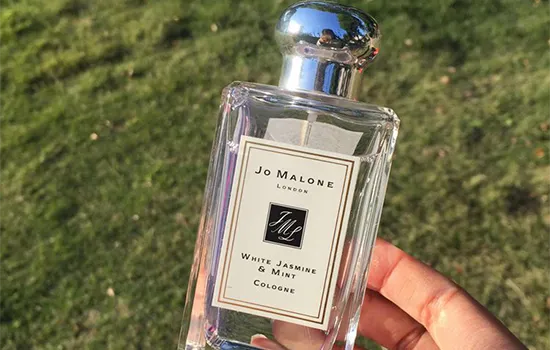 JO MALONE
LONDON
JML
WHITE JASMINE
& MINT
COLOGNE